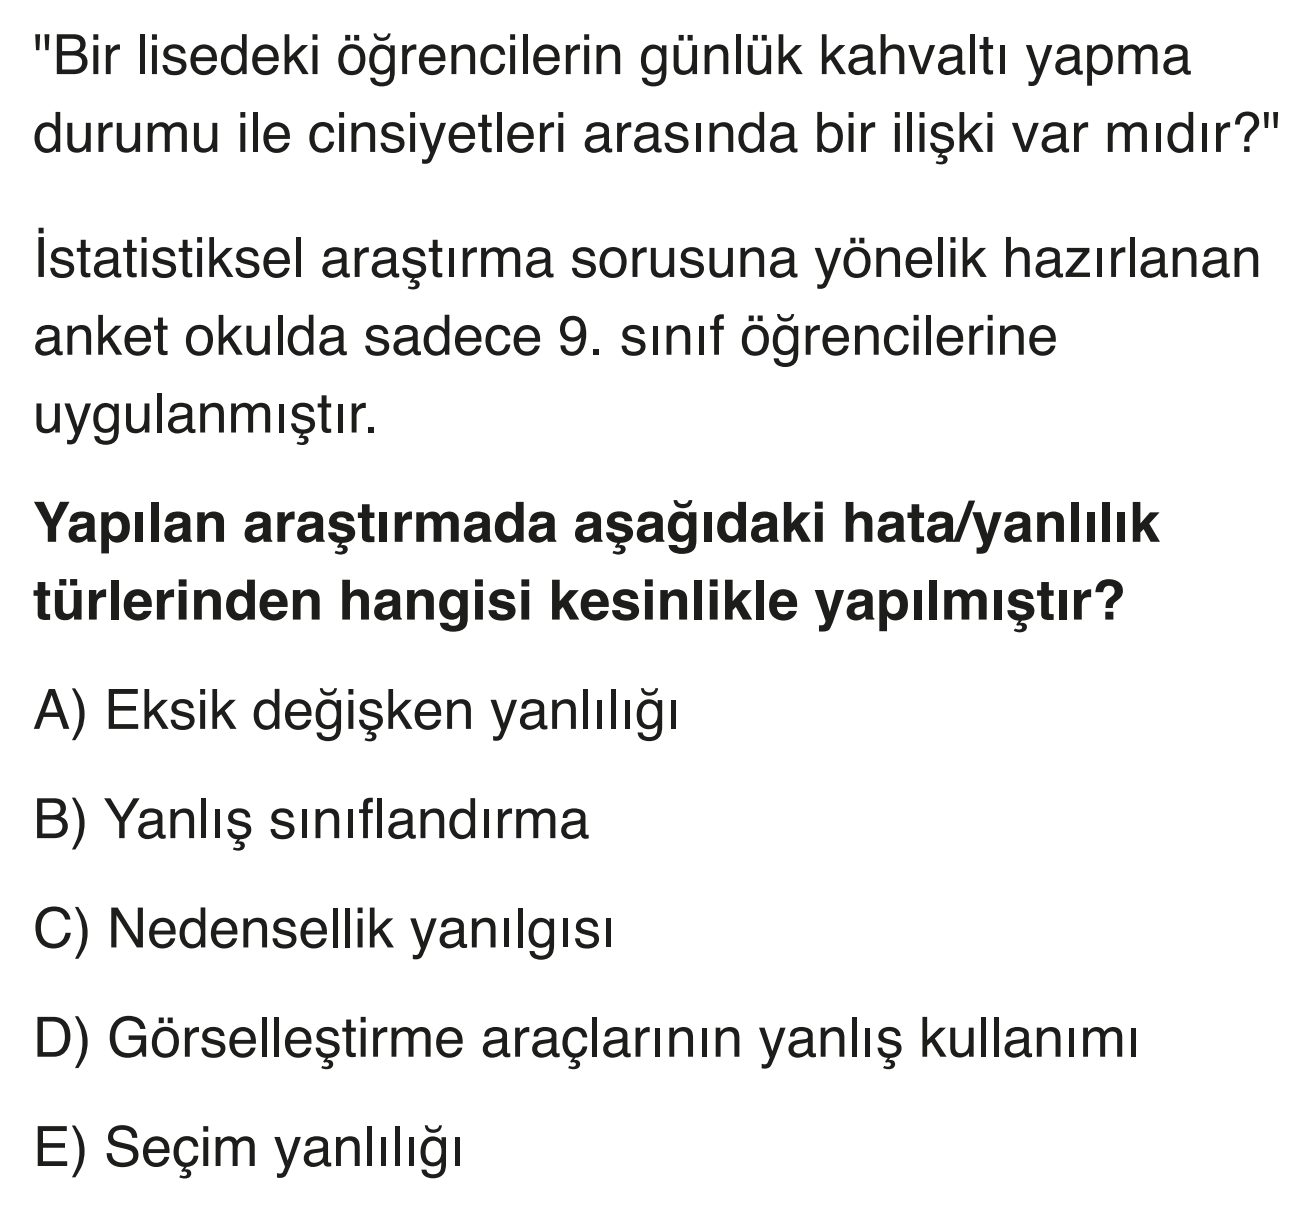 "Bir lisedeki öğrencilerin günlük kahvaltı yapma
durumu ile cinsiyetleri arasında bir ilişki var mıdır?"
İstatistiksel araştırma sorusuna yönelik hazırlanan
anket okulda sadece 9. sınıf öğrencilerine
uygulanmıştır.
Yapılan araştırmada aşağıdaki hata/yanlılık
türlerinden hangisi kesinlikle yapılmıştır?
A) Eksik değişken yanlılığı
B) Yanlış sınıflandırma
C) Nedensellik yanılgısı
D) Görselleştirme araçlarının yanlış kullanımı
E) Seçim yanlılığı